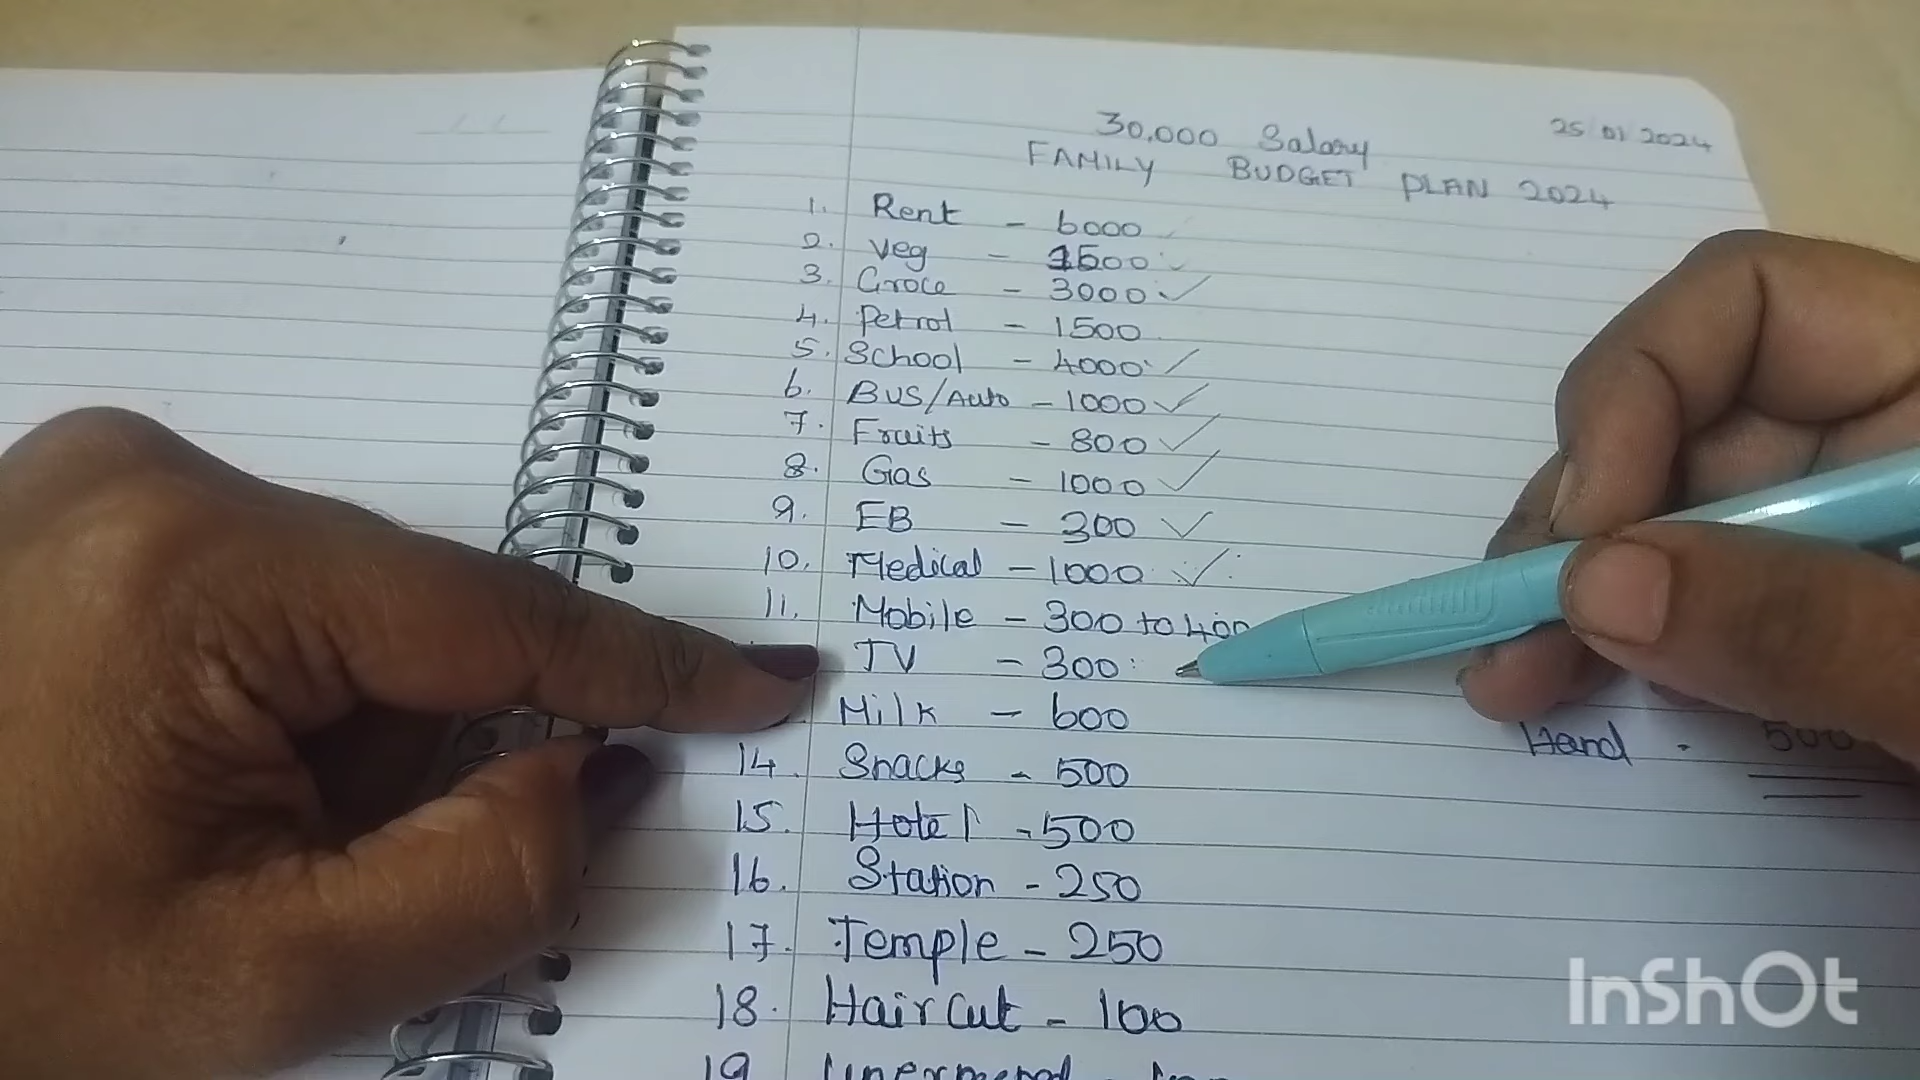 30,000 Salary
25/01/2024
FAMILY BUDGET PLAN 2024
1. Rent - 6000
2. Veg - 1500
3. Groce - 3000 ✓
4. Petrol - 1500
5. School - 4000 ✓
6. BUS/Auto - 1000 ✓
7. Fruits - 800 ✓
8. Gas - 1000 ✓
9. EB - 300 ✓
10. Medical - 1000 ✓
11. Mobile - 300 to 400
TV - 300
Milk - 600
Hand - 500
14. Snacks - 500
15. Hotel - 500
16. Station - 250
17. Temple - 250
18. Haircut - 100
19
InShOt